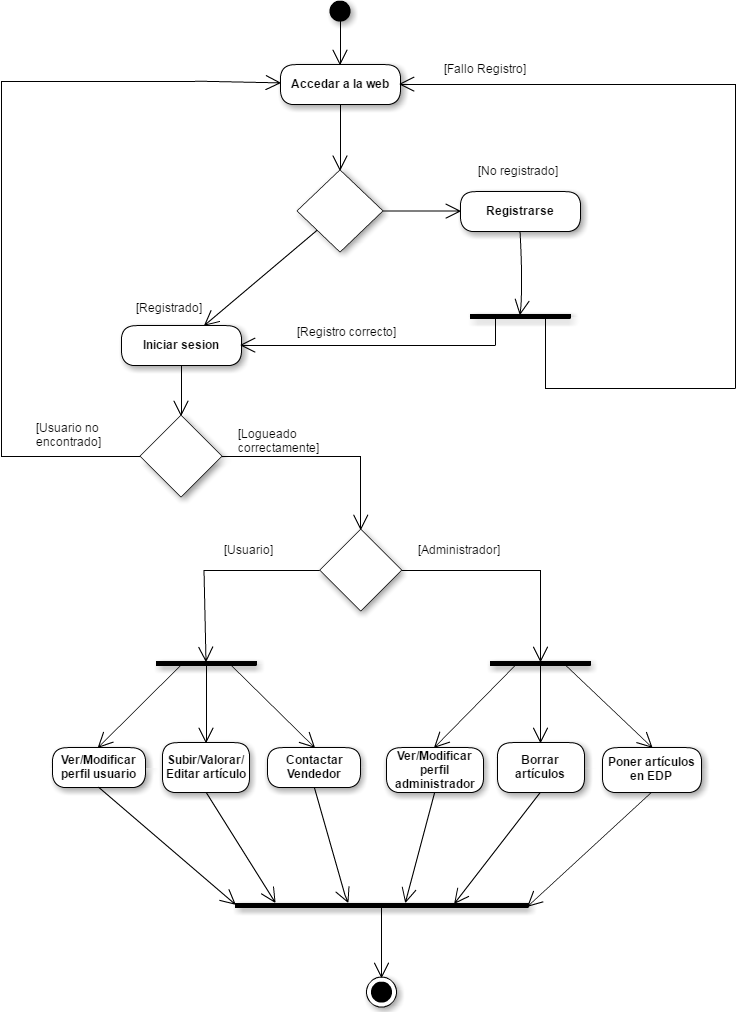 [Fallo Registro]
Accedar a la web
[No registrado]
Registrarse
[Registrado]
[Registro correcto]
Iniciar sesion
[Usuario no
encontrado]
[Logueado
correctamente]
[Usuario]
[Administrador]
Ver/Modificar
perfil usuario
Subir/Valorar/
Editar artículo
Contactar
Vendedor
Ver/Modificar
perfil
administrador
Borrar
artículos
Poner artículos
en EDP